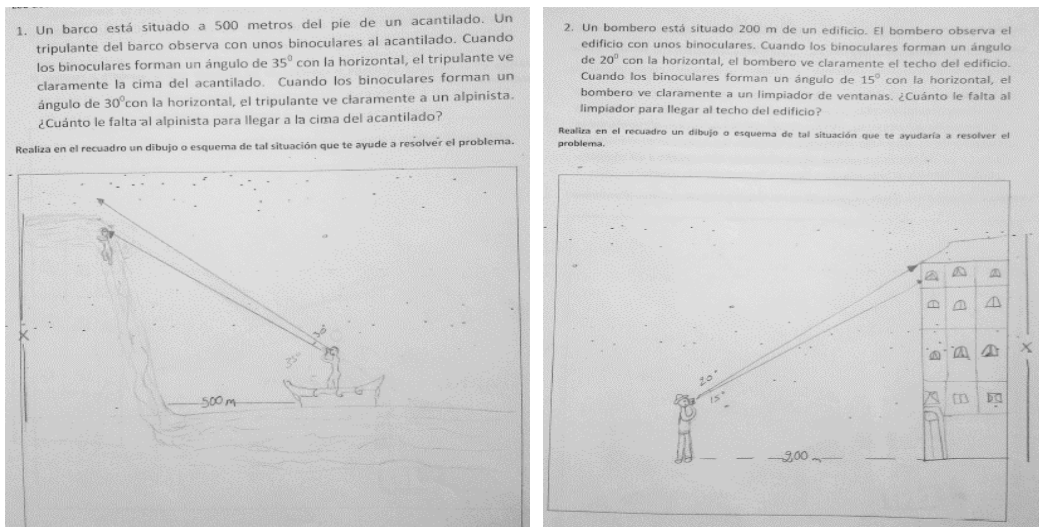 1. Un barco está situado a 500 metros del pie de un acantilado. Un
tripulante del barco observa con unos binoculares al acantilado. Cuando
los binoculares forman un ángulo de 35° con la horizontal, el tripulante ve
claramente la cima del acantilado. Cuando los binoculares forman un
ángulo de 30°con la horizontal, el tripulante ve claramente a un alpinista.
¿Cuánto le falta al alpinista para llegar a la cima del acantilado?
Realiza en el recuadro un dibujo o esquema de tal situación que te ayude a resolver el problema.
30°
35°
X
500 m
2. Un bombero está situado 200 m de un edificio. El bombero observa el
edificio con unos binoculares. Cuando los binoculares forman un ángulo
de 20° con la horizontal, el bombero ve claramente el techo del edificio.
Cuando los binoculares forman un ángulo de 15° con la horizontal, el
bombero ve claramente a un limpiador de ventanas. ¿Cuánto le falta al
limpiador para llegar al techo del edificio?
Realiza en el recuadro un dibujo o esquema de tal situación que te ayudaría a resolver el
problema.
X
20°
15°
200